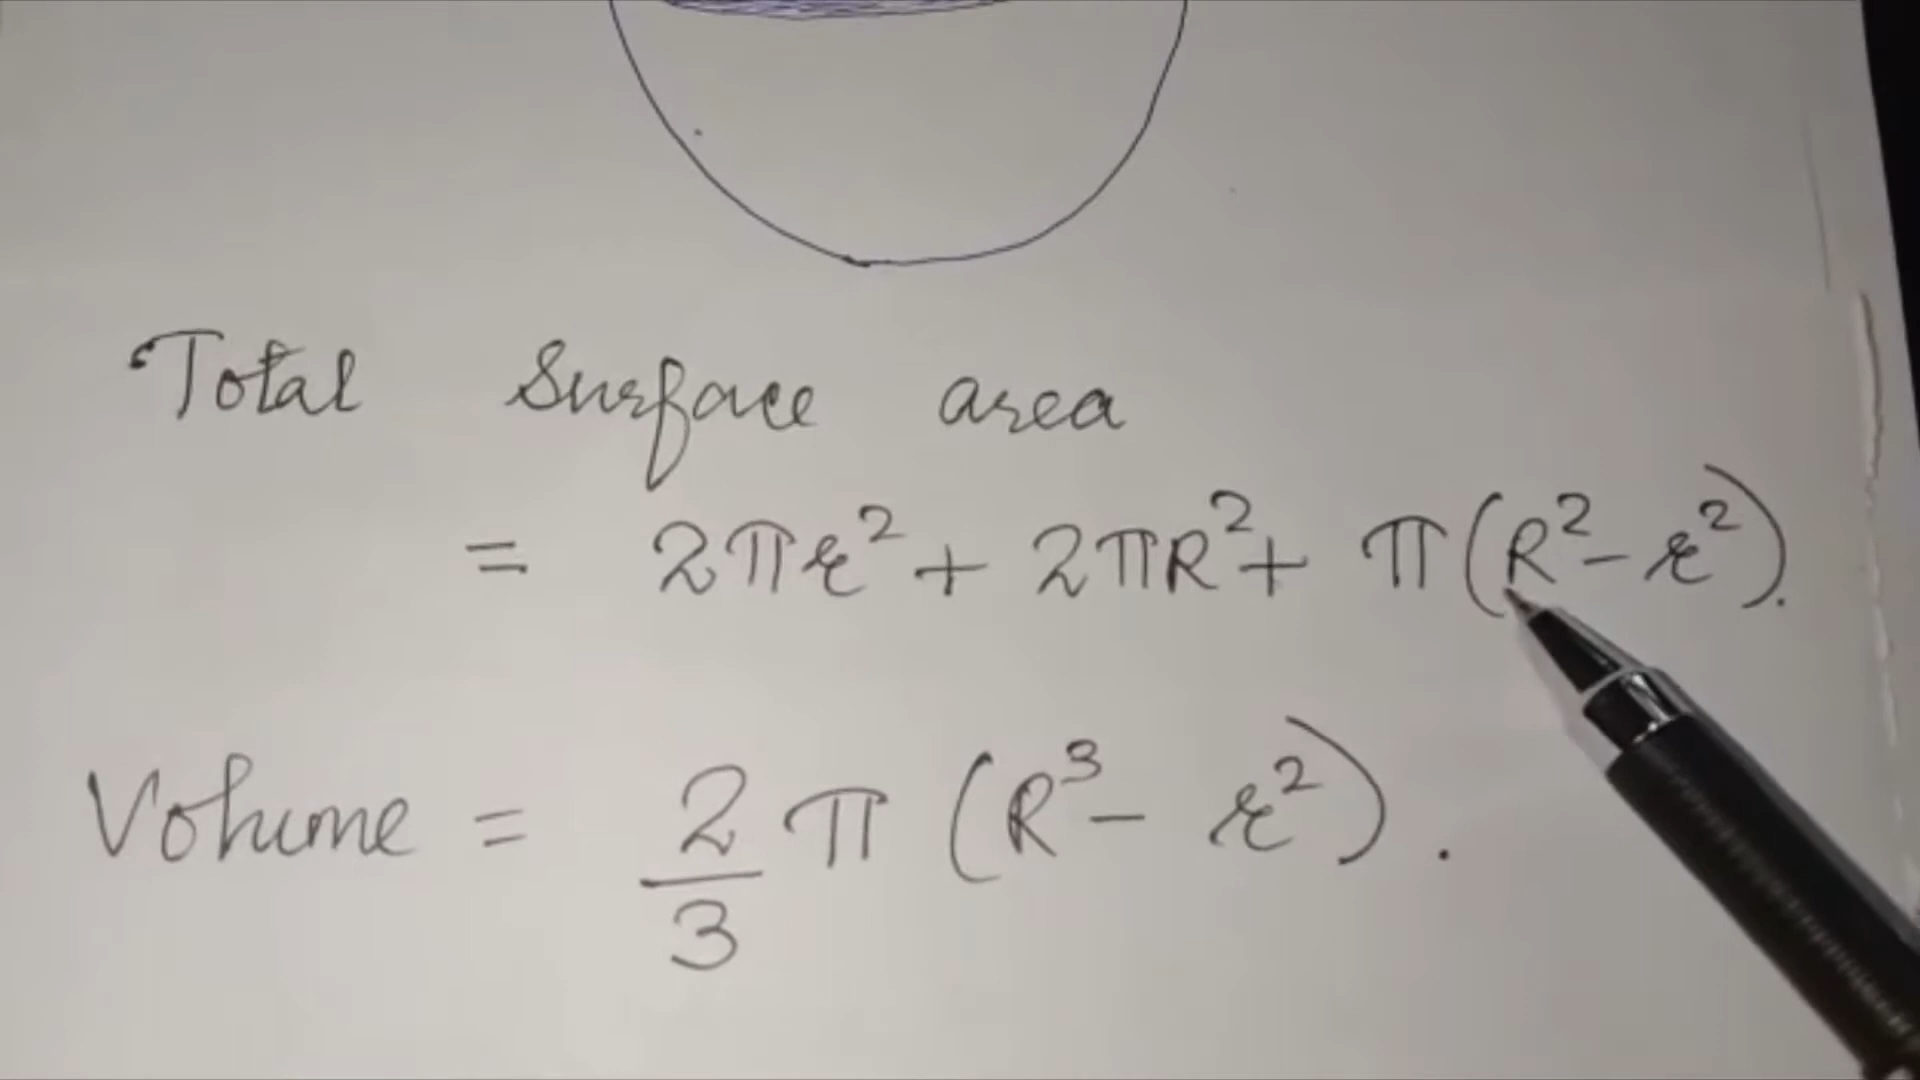 Total Surface area
= 2πr² + 2πR² + π(R² - r²).
Volume = 2/3 π (R³ - r²).